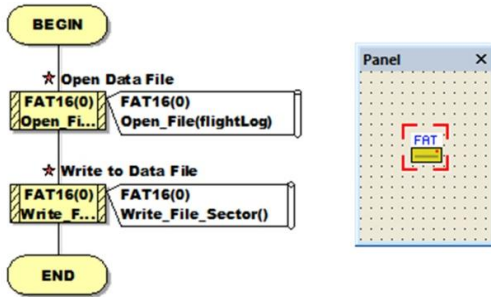 BEGIN
Open Data File
FAT16(0)
Open_Fi...
FAT16(0)
Open_File(flightLog)
Write to Data File
FAT16(0)
Write_F...
FAT16(0)
Write_File_Sector()
END
Panel
FAT